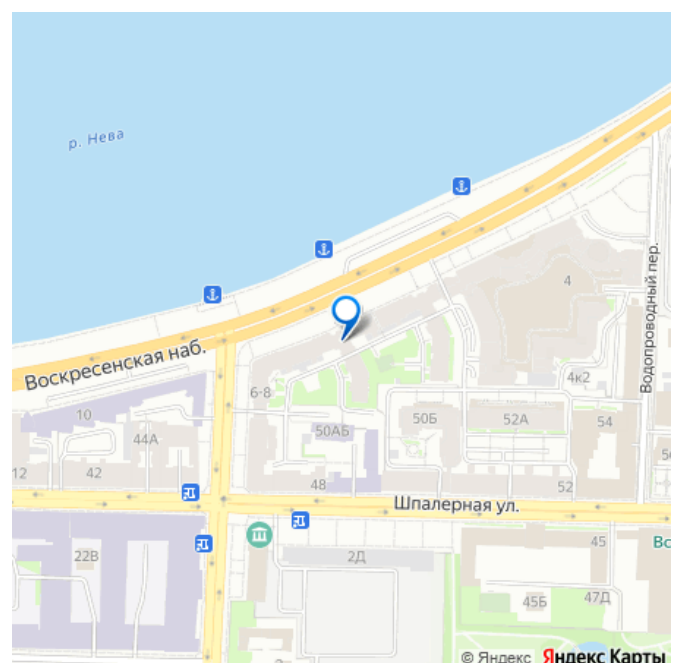 р. Нева
4
Водопроводный пер.
Воскресенская наб.
6-8
4к2
10
44А
50АБ
50Б
52А
54
12
42
48
52
Шпалерная ул.
22В
2Д
45
45Б
47Д
© Яндекс Яндекс Карты